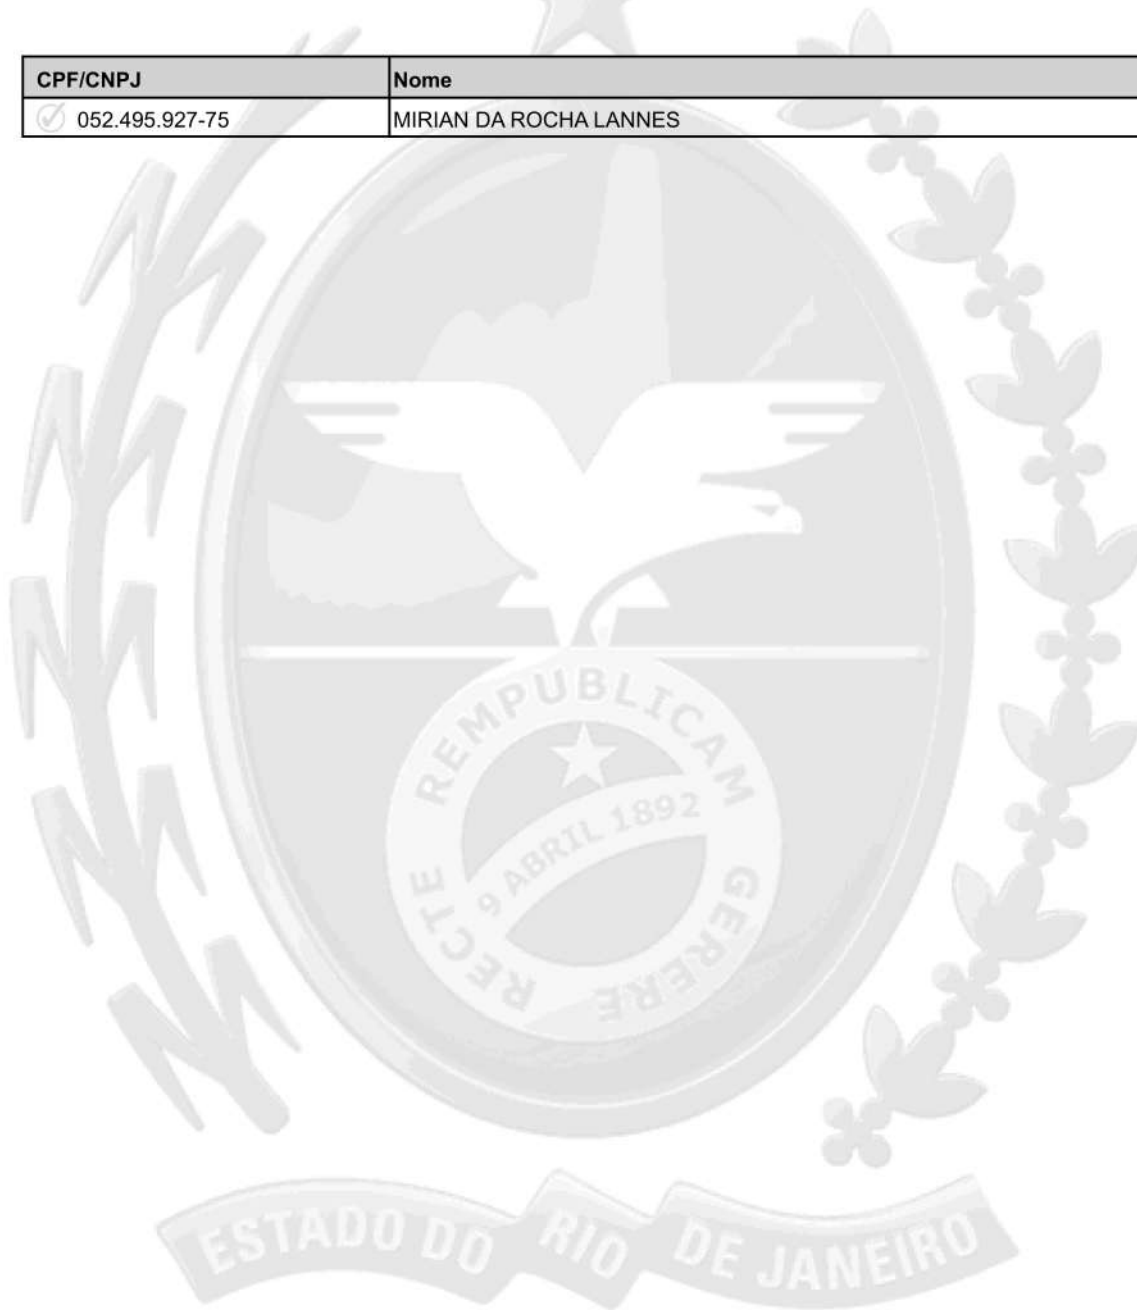 CPF/CNPJ Nome
052.495.927-75 MIRIAN DA ROCHA LANNES
RECTE REMPUBLICAM GERERE
9 ABRIL 1892
ESTADO DO RIO DE JANEIRO